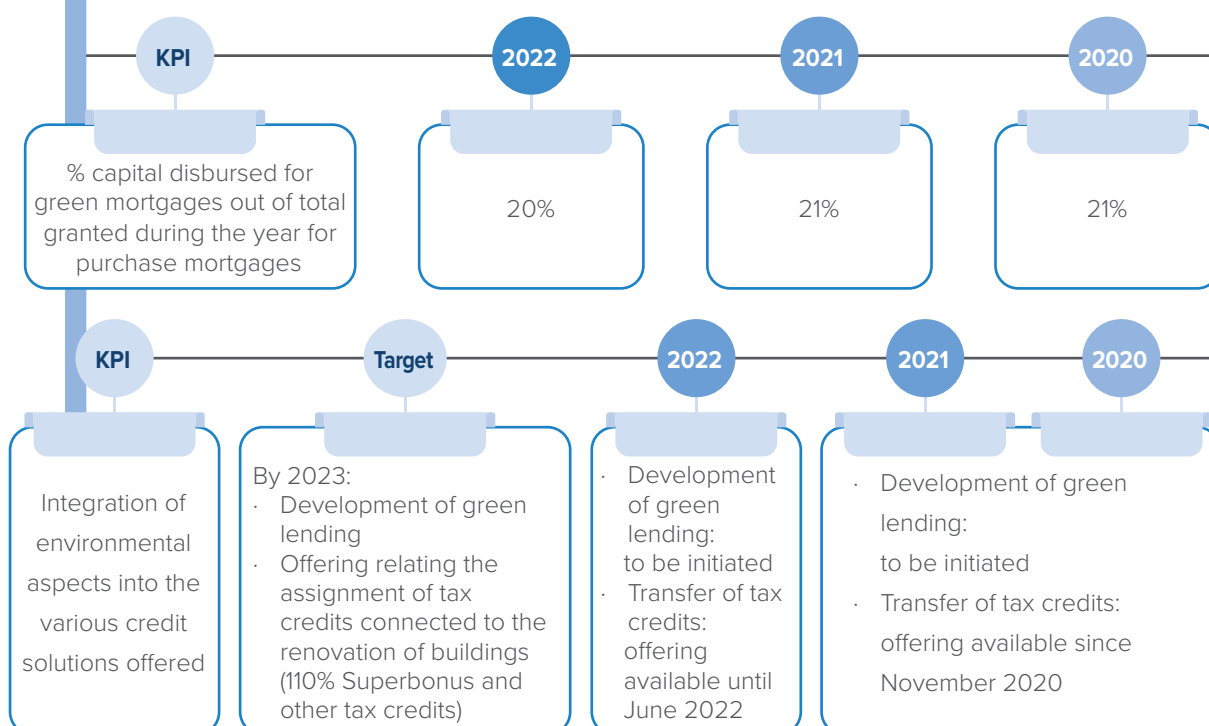 KPI
2022
2021
2020
% capital disbursed for
green mortgages out of total
granted during the year for
purchase mortgages
20%
21%
21%
KPI
Target
2022
2021
2020
Integration of
environmental
aspects into the
various credit
solutions offered
By 2023:
· Development of green
lending
· Offering relating the
assignment of tax
credits connected to the
renovation of buildings
(110% Superbonus and
other tax credits)
· Development
of green
lending:
to be initiated
· Transfer of tax
credits:
offering
available until
June 2022
· Development of green
lending:
to be initiated
· Transfer of tax credits:
offering available since
November 2020